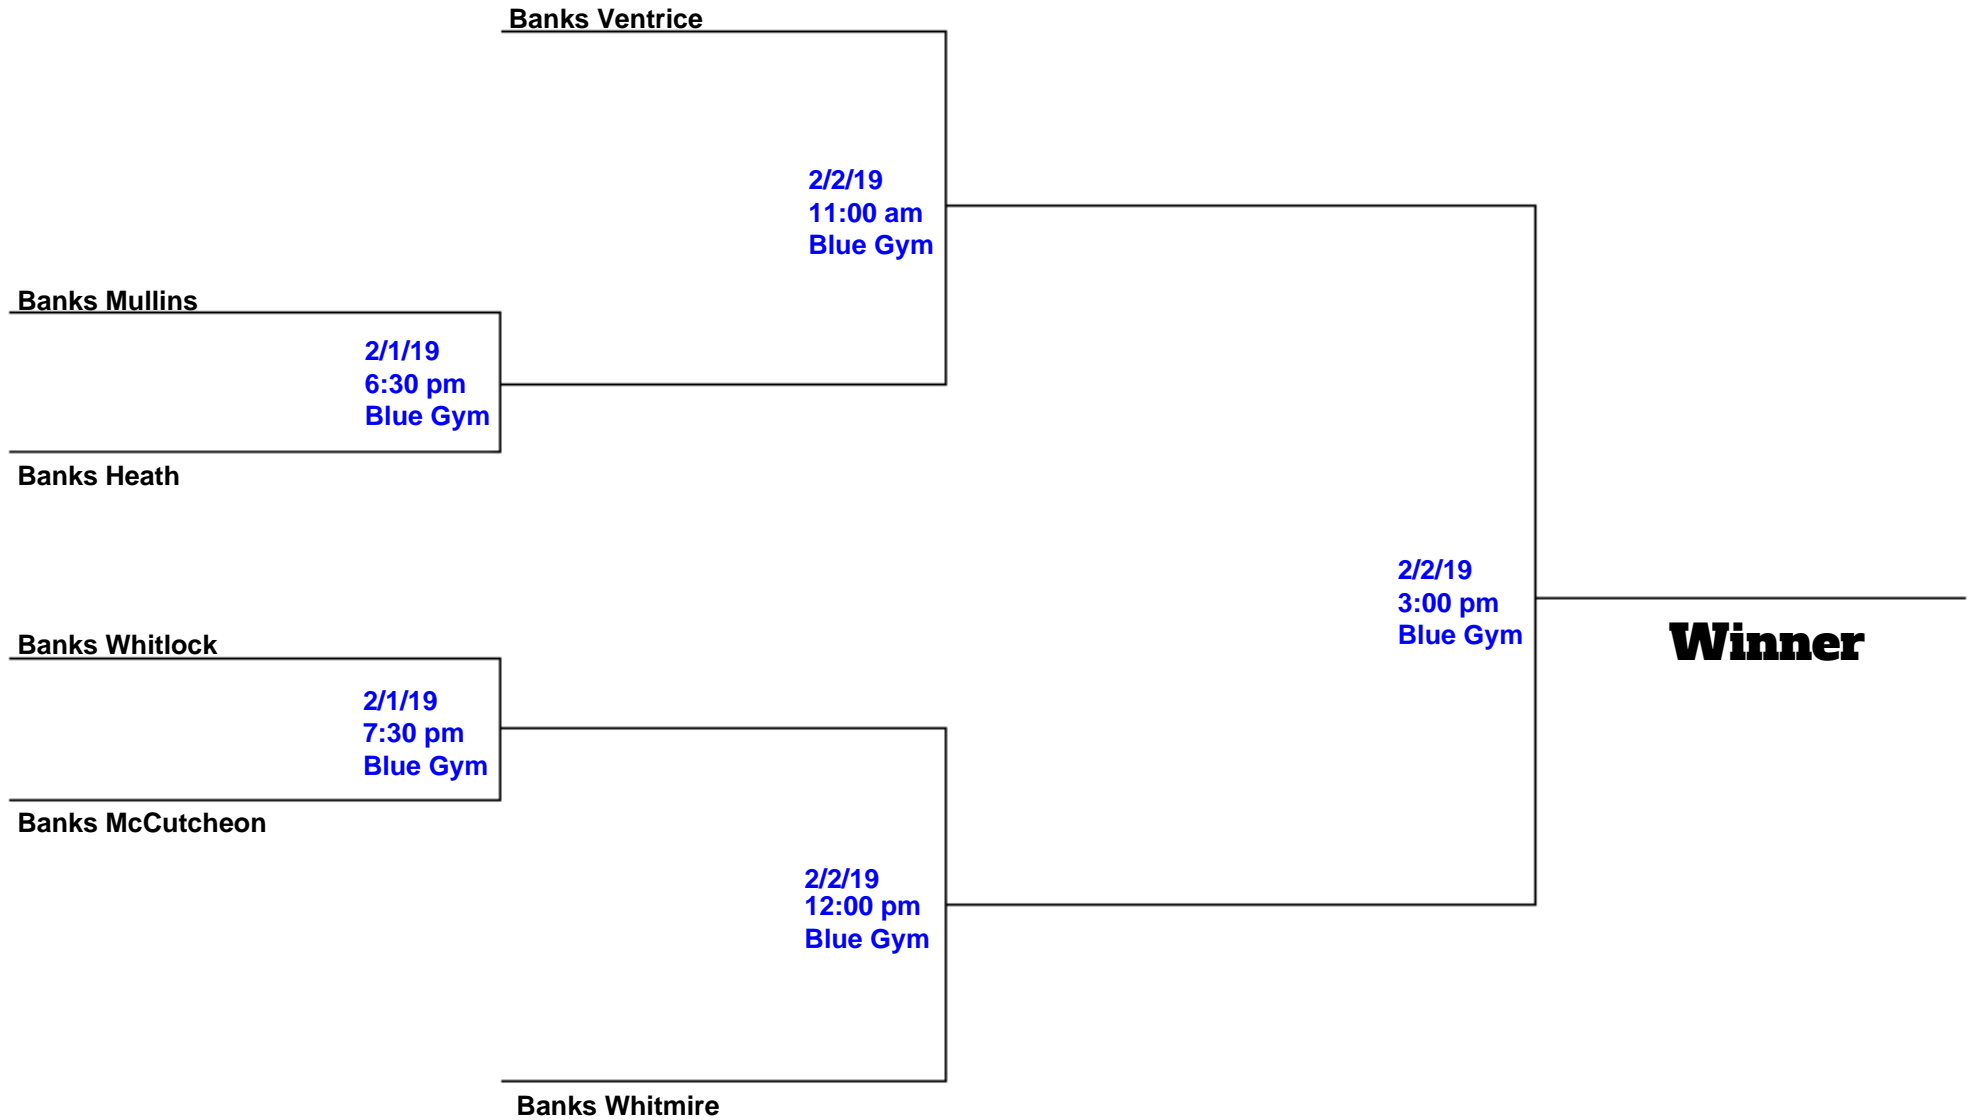 Banks Ventrice
2/2/19
11:00 am
Blue Gym
Banks Mullins
2/1/19
6:30 pm
Blue Gym
Banks Heath
2/2/19
3:00 pm
Blue Gym
Winner
Banks Whitlock
2/1/19
7:30 pm
Blue Gym
Banks McCutcheon
2/2/19
12:00 pm
Blue Gym
Banks Whitmire